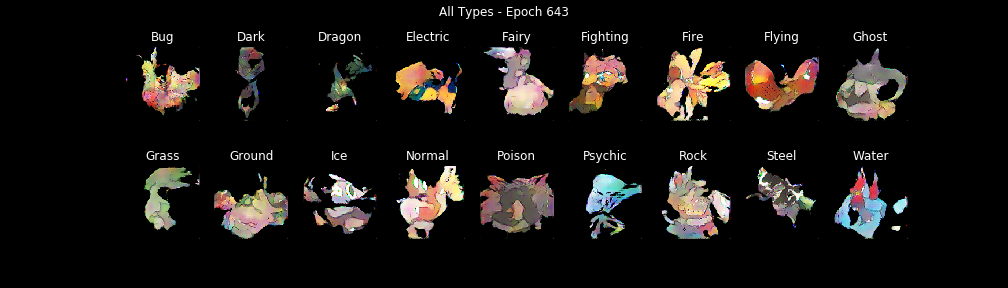 All Types - Epoch 643
Bug Dark Dragon Electric Fairy Fighting Fire Flying Ghost
Grass Ground Ice Normal Poison Psychic Rock Steel Water